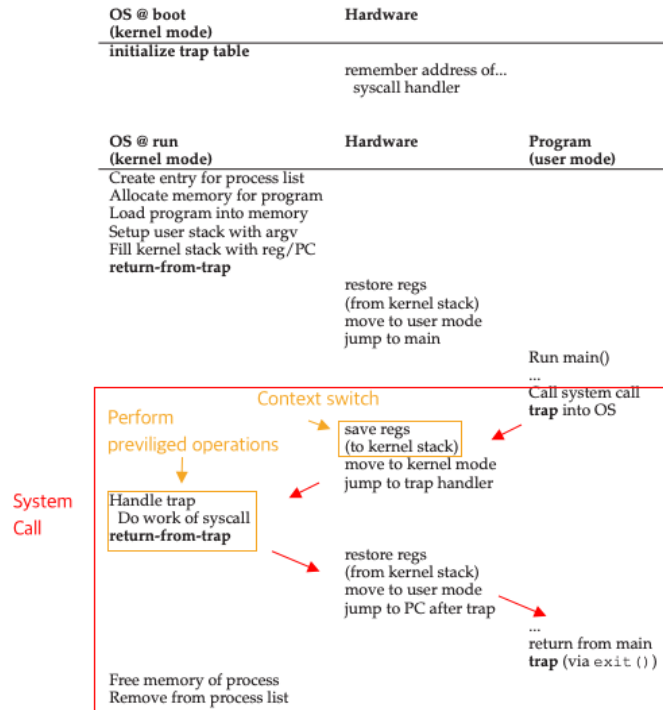 OS @ boot Hardware
(kernel mode)
initialize trap table
remember address of...
syscall handler
OS @ run Hardware Program
(kernel mode) (user mode)
Create entry for process list
Allocate memory for program
Load program into memory
Setup user stack with argv
Fill kernel stack with reg/PC
return-from-trap
restore regs
(from kernel stack)
move to user mode
jump to main
Run main()
...
Call system call
trap into OS
Context switch
Perform
previliged operations
save regs
(to kernel stack)
move to kernel mode
jump to trap handler
System
Call
Handle trap
Do work of syscall
return-from-trap
restore regs
(from kernel stack)
move to user mode
jump to PC after trap
...
return from main
trap (via exit())
Free memory of process
Remove from process list